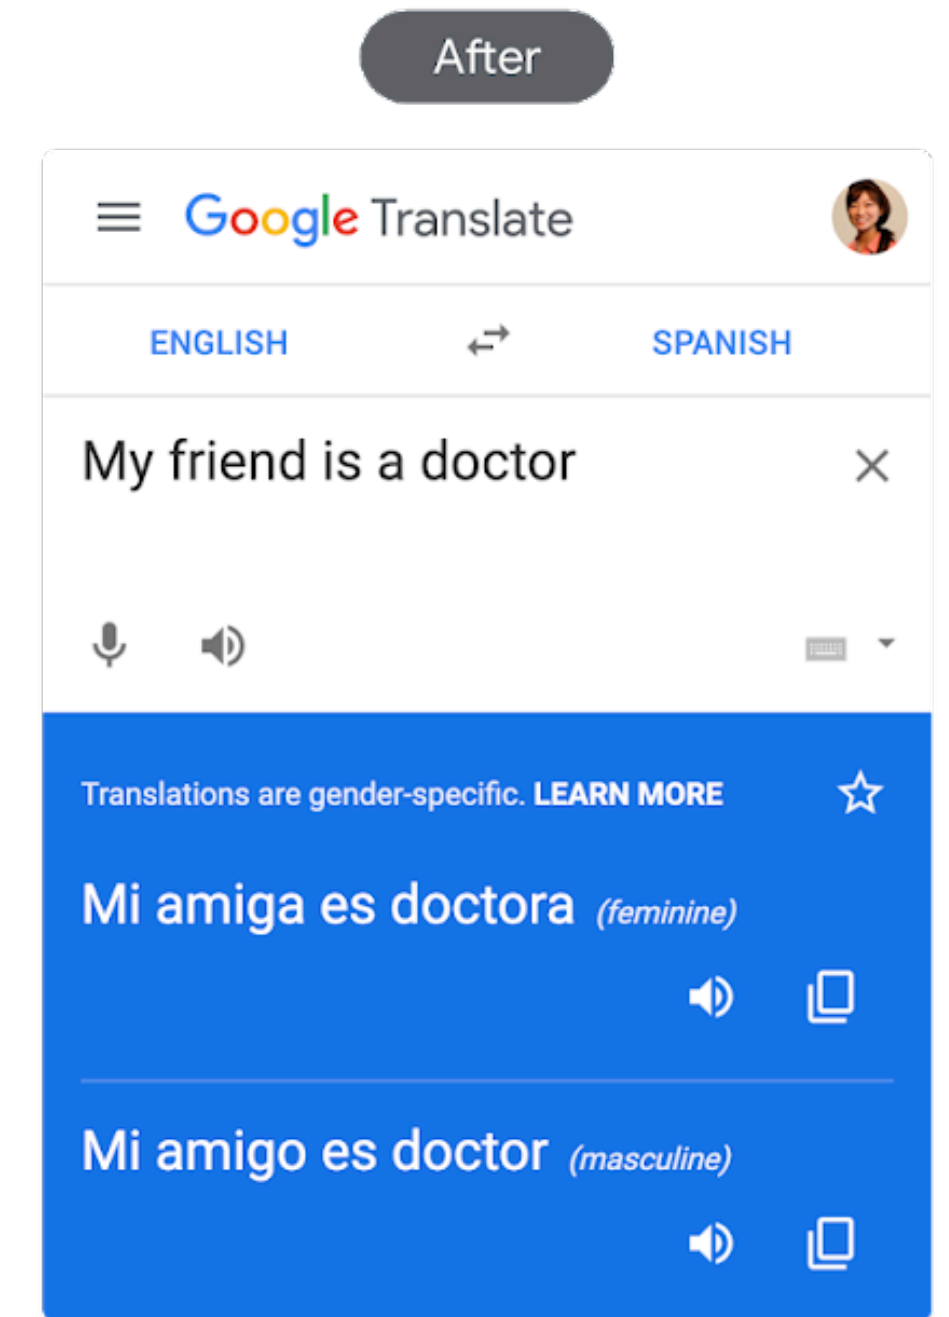 After
Google Translate
ENGLISH SPANISH
My friend is a doctor
Translations are gender-specific. LEARN MORE
Mi amiga es doctora (feminine)
Mi amigo es doctor (masculine)